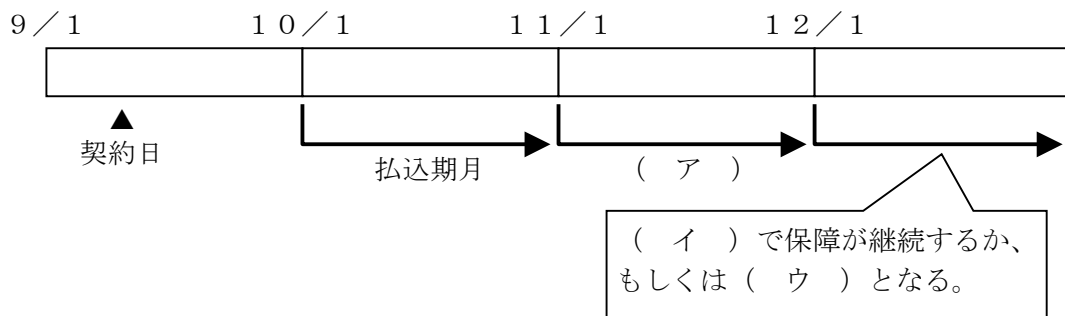 ９／１　１０／１　１１／１　１２／１
▲
契約日
払込期月
（　ア　）
（　イ　）で保障が継続するか、
もしくは（　ウ　）となる。